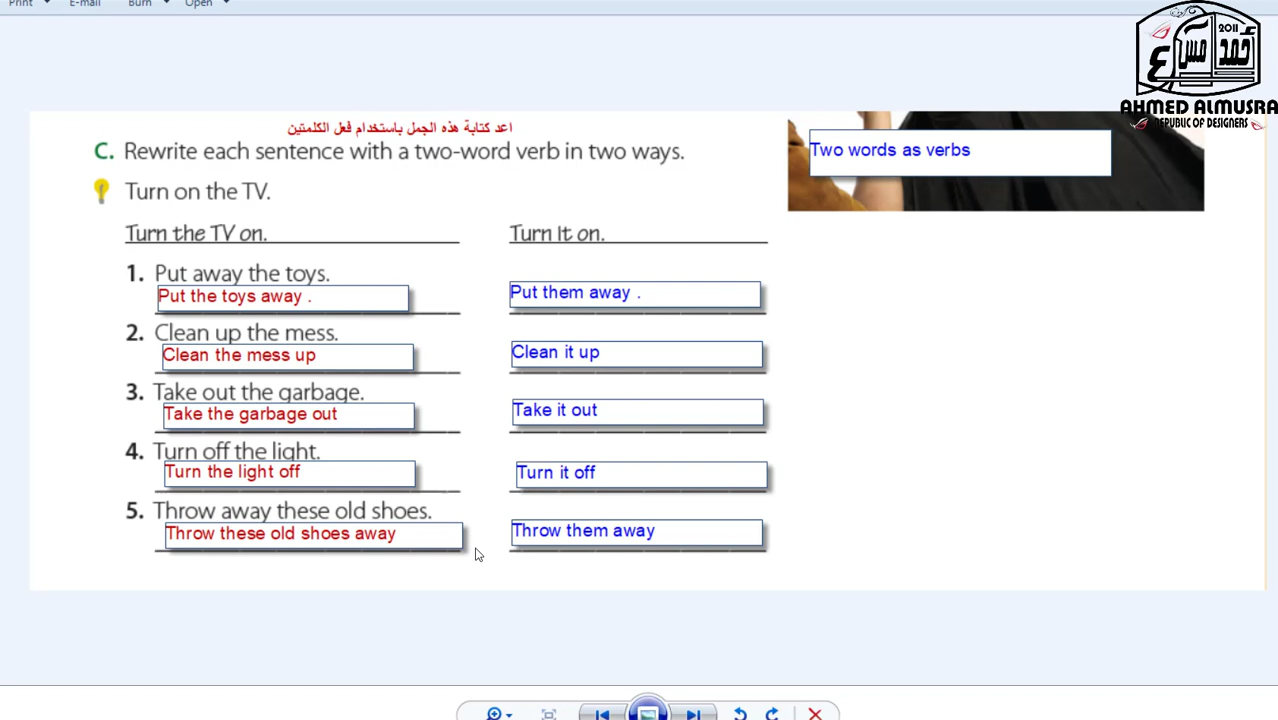 Print
E-mail
Burn
Open
2011
أحمد مسرع
AHMED ALMUSRA
REPUBLIC OF DESIGNERS
اعد كتابة هذه الجمل باستخدام فعل الكلمتين
C. Rewrite each sentence with a two-word verb in two ways.
Two words as verbs
Turn on the TV.
Turn the TV on. Turn It on.
1. Put away the toys.
Put the toys away . Put them away .
2. Clean up the mess.
Clean the mess up Clean it up
3. Take out the garbage.
Take the garbage out Take it out
4. Turn off the light.
Turn the light off Turn it off
5. Throw away these old shoes.
Throw these old shoes away Throw them away